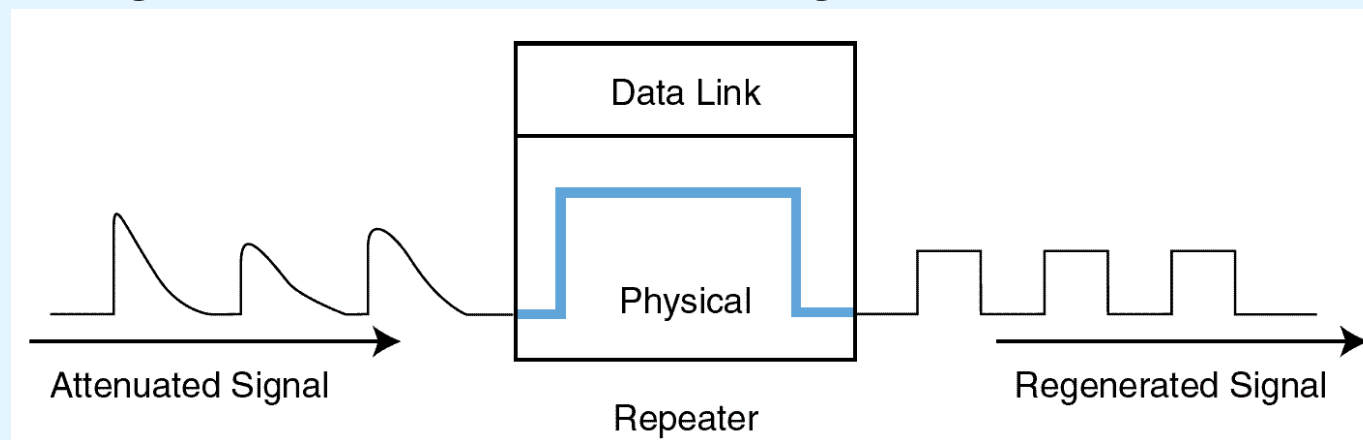 Data Link
Physical
Attenuated Signal
Regenerated Signal
Repeater